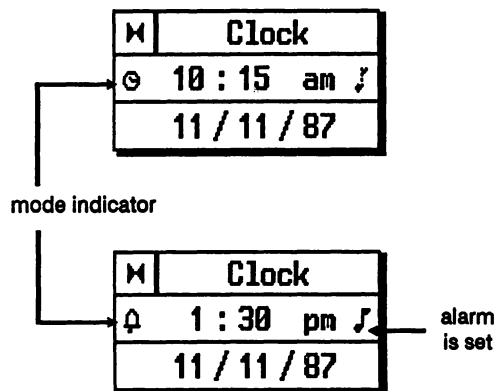 Clock
10 : 15 am
11 / 11 / 87
mode indicator
Clock
1 : 30 pm
alarm
is set
11 / 11 / 87